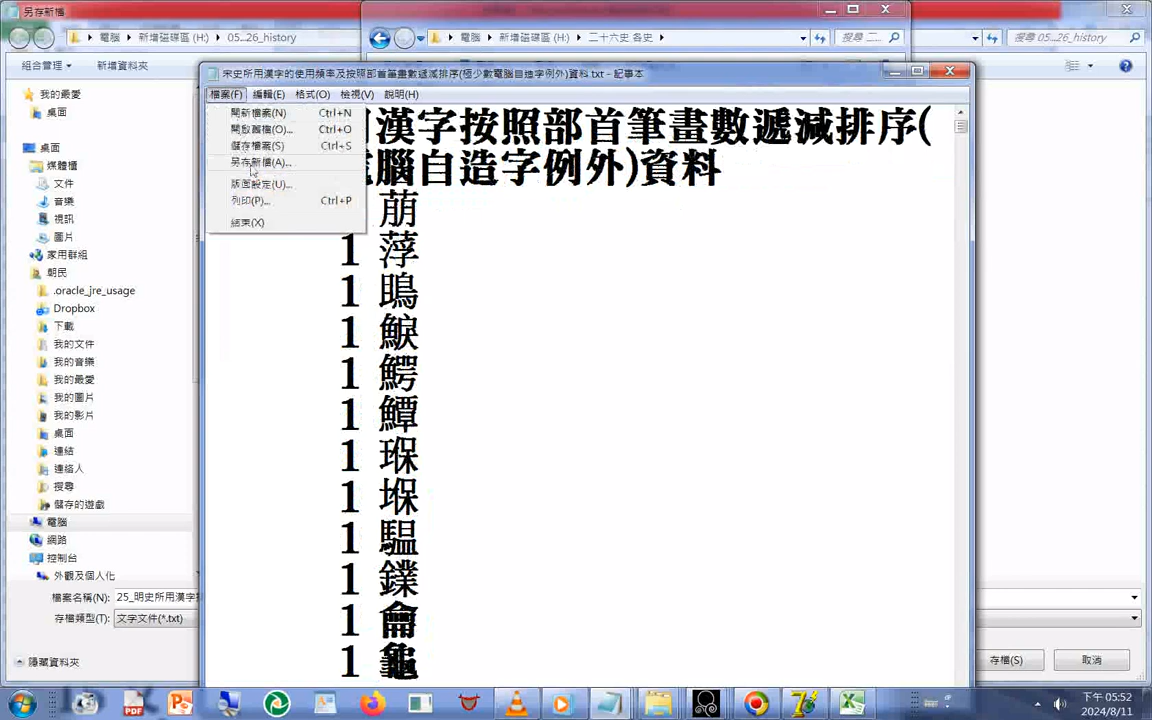 另存新檔
電腦 ▸ 新增磁碟區 (H:) ▸ 05...26_history
電腦 ▸ 新增磁碟區 (H:) ▸ 二十六史 各史
搜尋 二...
搜尋 05...26_history
組合管理
新增資料夾
宋史所用漢字的使用頻率及按照部首筆畫數遞減排序(極少數電腦自造字例外)資料.txt - 記事本
檔案(F) 編輯(E) 格式(O) 檢視(V) 說明(H)
開新檔案(N) Ctrl+N
開啟舊檔(O)... Ctrl+O
儲存檔案(S) Ctrl+S
另存新檔(A)...
版面設定(U)...
列印(P)... Ctrl+P
結束(X)
漢字按照部首筆畫數遞減排序(
腦自造字例外)資料
萠
1 莩
1 鳴
1 鯢
1 鰐
1 鱏
1 堢
1 鏷
1 龠
1 龜
我的最愛
桌面
桌面
媒體櫃
文件
音樂
視訊
圖片
家用群組
朝民
.oracle_jre_usage
Dropbox
下載
我的文件
我的音樂
我的最愛
我的圖片
我的影片
桌面
連結
連絡人
搜尋
儲存的遊戲
電腦
網路
控制台
外觀及個人化
檔案名稱(N): 25_明史所用漢字
存檔類型(T): 文字文件(*.txt)
隱藏資料夾
存檔(S)
取消
下午 05:52
2024/8/11